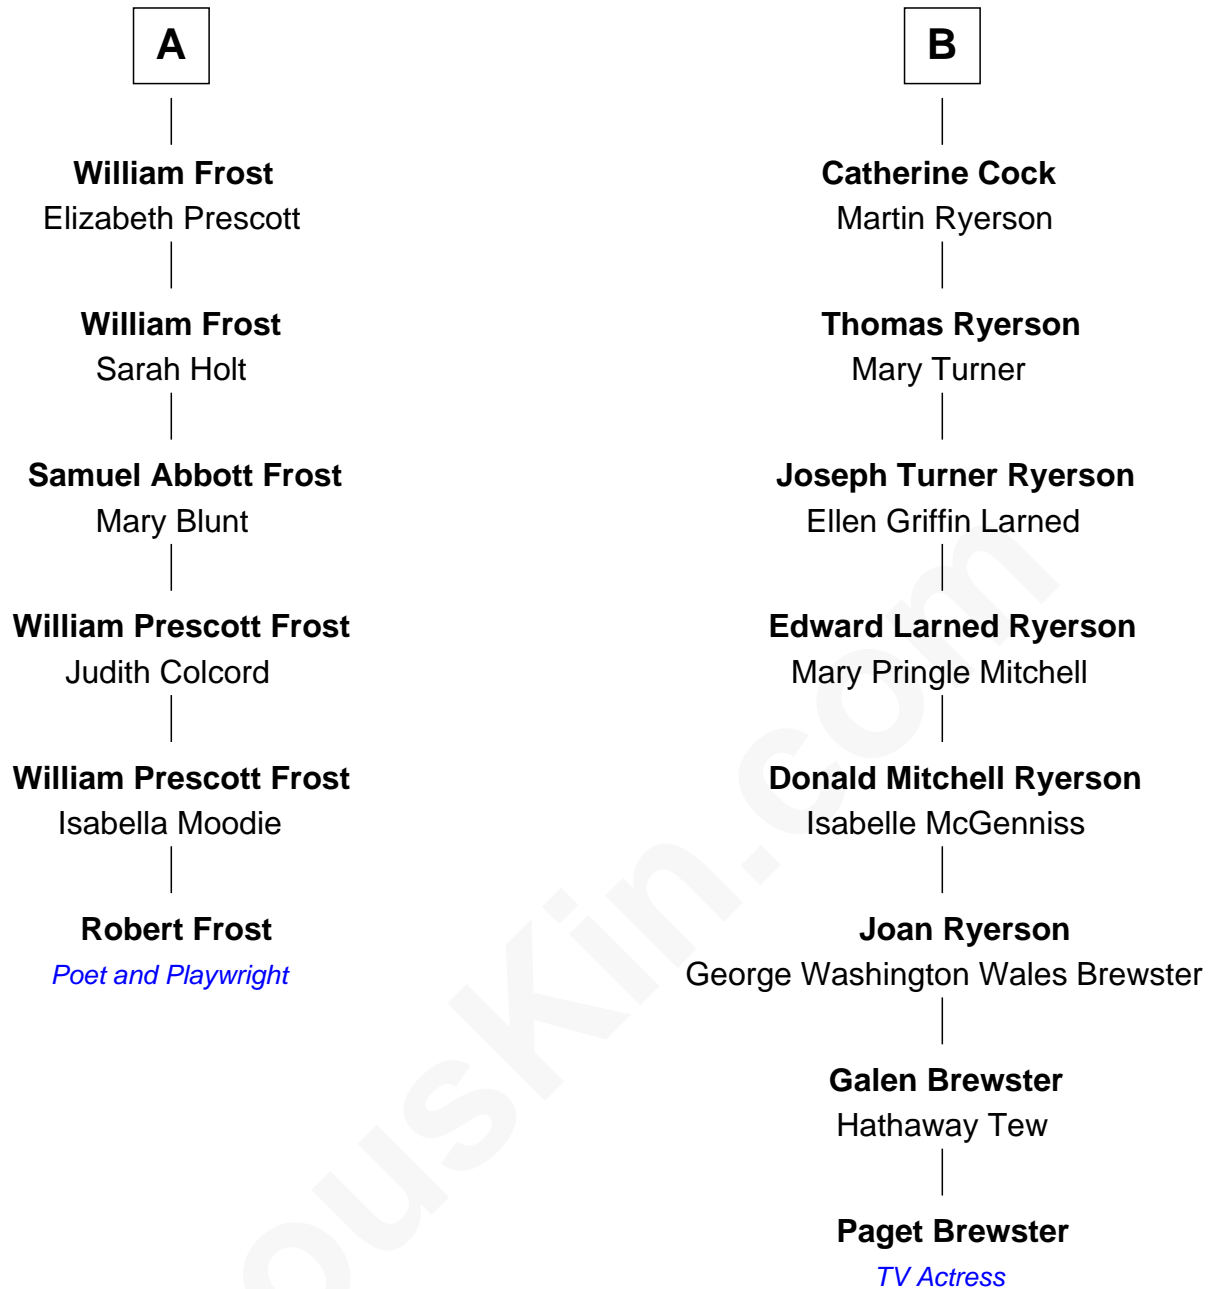 A
William Frost
Elizabeth Prescott
William Frost
Sarah Holt
Samuel Abbott Frost
Mary Blunt
William Prescott Frost
Judith Colcord
William Prescott Frost
Isabella Moodie
Robert Frost
Poet and Playwright
B
Catherine Cock
Martin Ryerson
Thomas Ryerson
Mary Turner
Joseph Turner Ryerson
Ellen Griffin Larned
Edward Larned Ryerson
Mary Pringle Mitchell
Donald Mitchell Ryerson
Isabelle McGenniss
Joan Ryerson
George Washington Wales Brewster
Galen Brewster
Hathaway Tew
Paget Brewster
TV Actress
ousKin.com